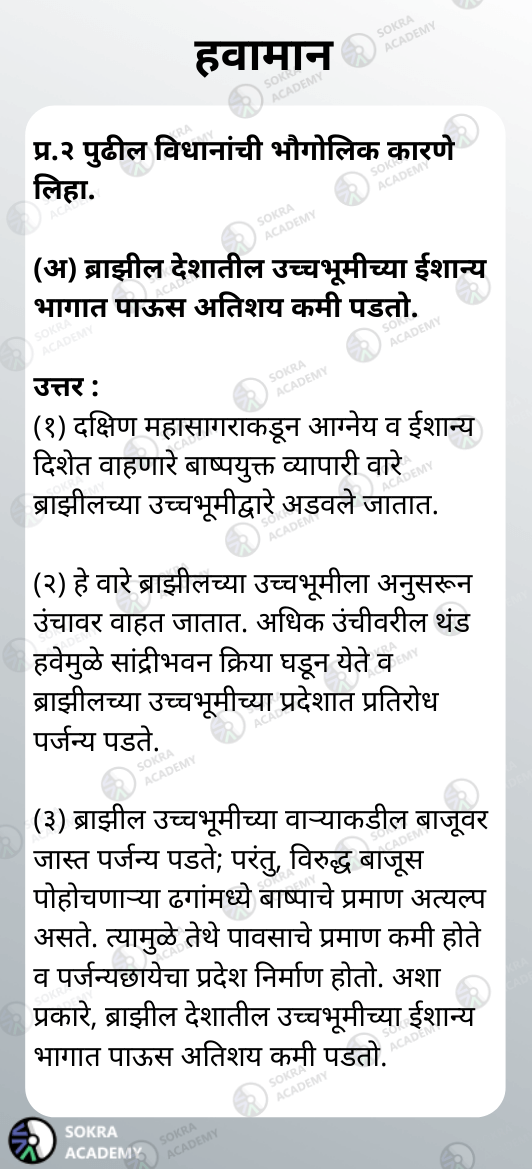 हवामान
प्र.२ पुढील विधानांची भौगोलिक कारणे
लिहा.
(अ) ब्राझील देशातील उच्चभूमीच्या ईशान्य
भागात पाऊस अतिशय कमी पडतो.
उत्तर :
(१) दक्षिण महासागराकडून आग्नेय व ईशान्य
दिशेत वाहणारे बाष्पयुक्त व्यापारी वारे
ब्राझीलच्या उच्चभूमीद्वारे अडवले जातात.
(२) हे वारे ब्राझीलच्या उच्चभूमीला अनुसरून
उंचावर वाहत जातात. अधिक उंचीवरील थंड
हवेमुळे सांद्रीभवन क्रिया घडून येते व
ब्राझीलच्या उच्चभूमीच्या प्रदेशात प्रतिरोध
पर्जन्य पडते.
(३) ब्राझील उच्चभूमीच्या वाऱ्याकडील बाजूवर
जास्त पर्जन्य पडते; परंतु, विरुद्ध बाजूस
पोहोचणाऱ्या ढगांमध्ये बाष्पाचे प्रमाण अत्यल्प
असते. त्यामुळे तेथे पावसाचे प्रमाण कमी होते
व पर्जन्यछायेचा प्रदेश निर्माण होतो. अशा
प्रकारे, ब्राझील देशातील उच्चभूमीच्या ईशान्य
भागात पाऊस अतिशय कमी पडतो.
SOKRA
ACADEMY